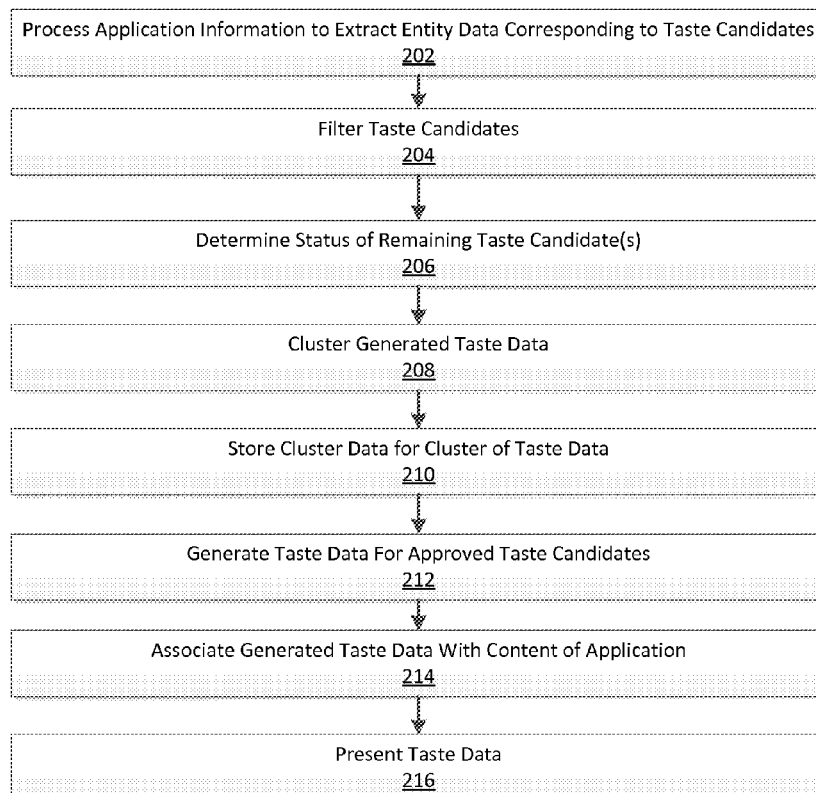 Process Application Information to Extract Entity Data Corresponding to Taste Candidates
202
Filter Taste Candidates
204
Determine Status of Remaining Taste Candidate(s)
206
Cluster Generated Taste Data
208
Store Cluster Data for Cluster of Taste Data
210
Generate Taste Data For Approved Taste Candidates
212
Associate Generated Taste Data With Content of Application
214
Present Taste Data
216